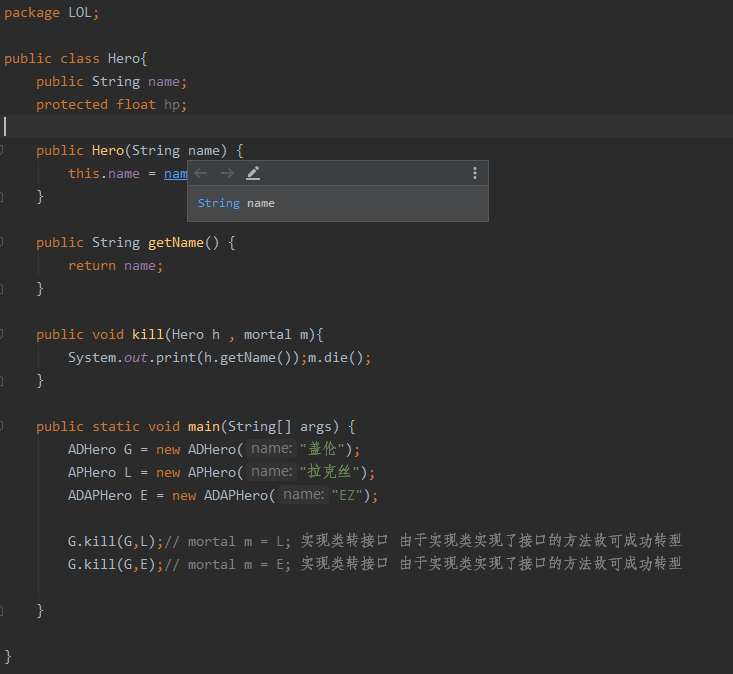 package LOL;
public class Hero{
public String name;
protected float hp;
public Hero(String name) {
this.name = nam
String name
}
public String getName() {
return name;
}
public void kill(Hero h , mortal m){
System.out.print(h.getName());m.die();
}
public static void main(String[] args) {
ADHero G = new ADHero( name: "盖伦");
APHero L = new APHero( name: "拉克丝");
ADAPHero E = new ADAPHero( name: "EZ");
G.kill(G,L);// mortal m = L; 实现类转接口 由于实现类实现了接口的方法故可成功转型
G.kill(G,E);// mortal m = E; 实现类转接口 由于实现类实现了接口的方法故可成功转型
}
}